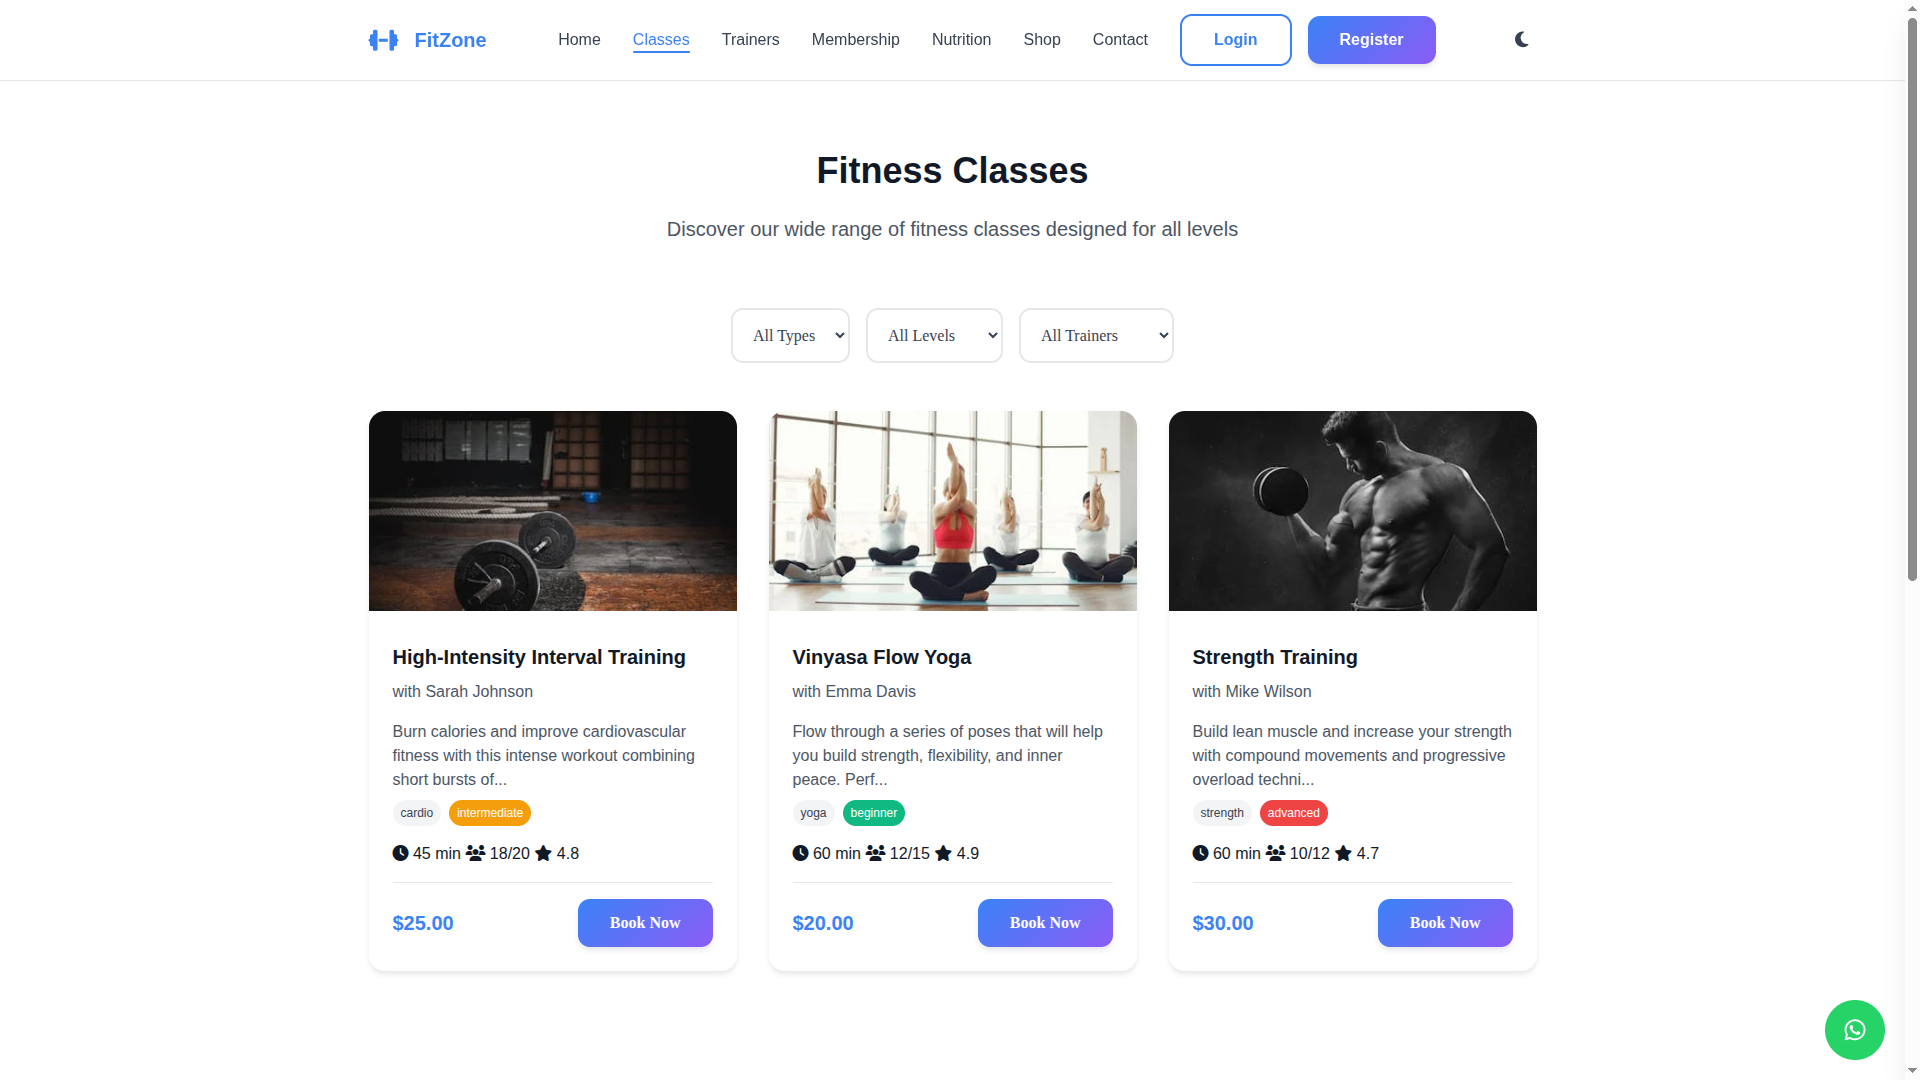 FitZone
Home
Classes
Trainers
Membership
Nutrition
Shop
Contact
Login
Register
Fitness Classes
Discover our wide range of fitness classes designed for all levels
All Types
All Levels
All Trainers
High-Intensity Interval Training
with Sarah Johnson
Burn calories and improve cardiovascular
fitness with this intense workout combining
short bursts of...
cardio
intermediate
45 min 18/20 4.8
$25.00
Book Now
Vinyasa Flow Yoga
with Emma Davis
Flow through a series of poses that will help
you build strength, flexibility, and inner
peace. Perf...
yoga
beginner
60 min 12/15 4.9
$20.00
Book Now
Strength Training
with Mike Wilson
Build lean muscle and increase your strength
with compound movements and progressive
overload techni...
strength
advanced
60 min 10/12 4.7
$30.00
Book Now